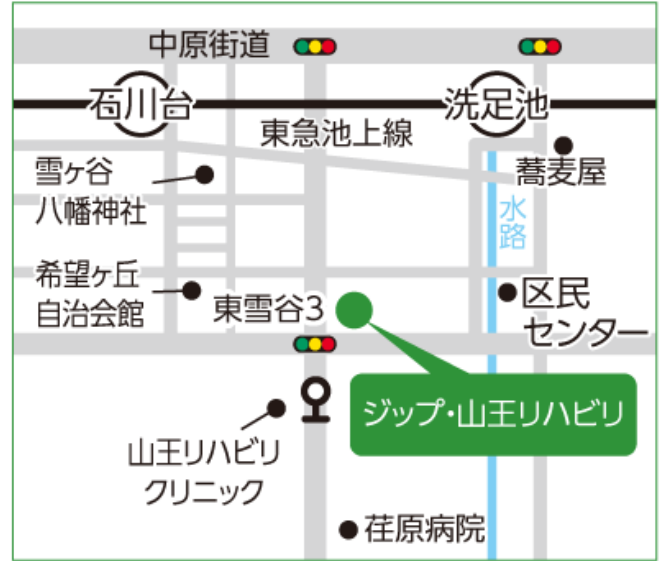 中原街道
石川台
洗足池
東急池上線
雪ヶ谷
八幡神社
蕎麦屋
水路
希望ヶ丘
自治会館
東雪谷3
区民
センター
ジップ・山王リハビリ
山王リハビリ
クリニック
荏原病院